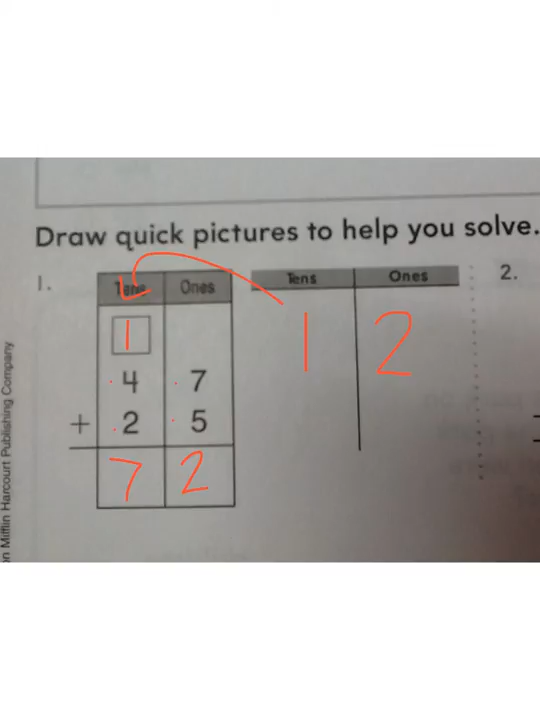 Draw quick pictures to help you solve.
1.
Tens Ones
1
4 7
+ 2 5
7 2
Tens Ones
1 2
2.
n Mifflin Harcourt Publishing Company